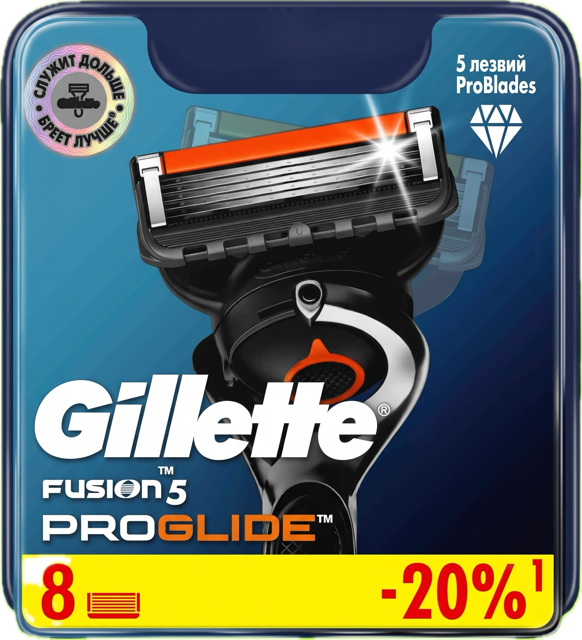 СЛУЖИТ ДОЛЬШЕ
БРЕЕТ ЛУЧШЕ°
5 лезвий
ProBlades
Gillette®
FUSION5™
PROGLIDE™
8
-20%¹